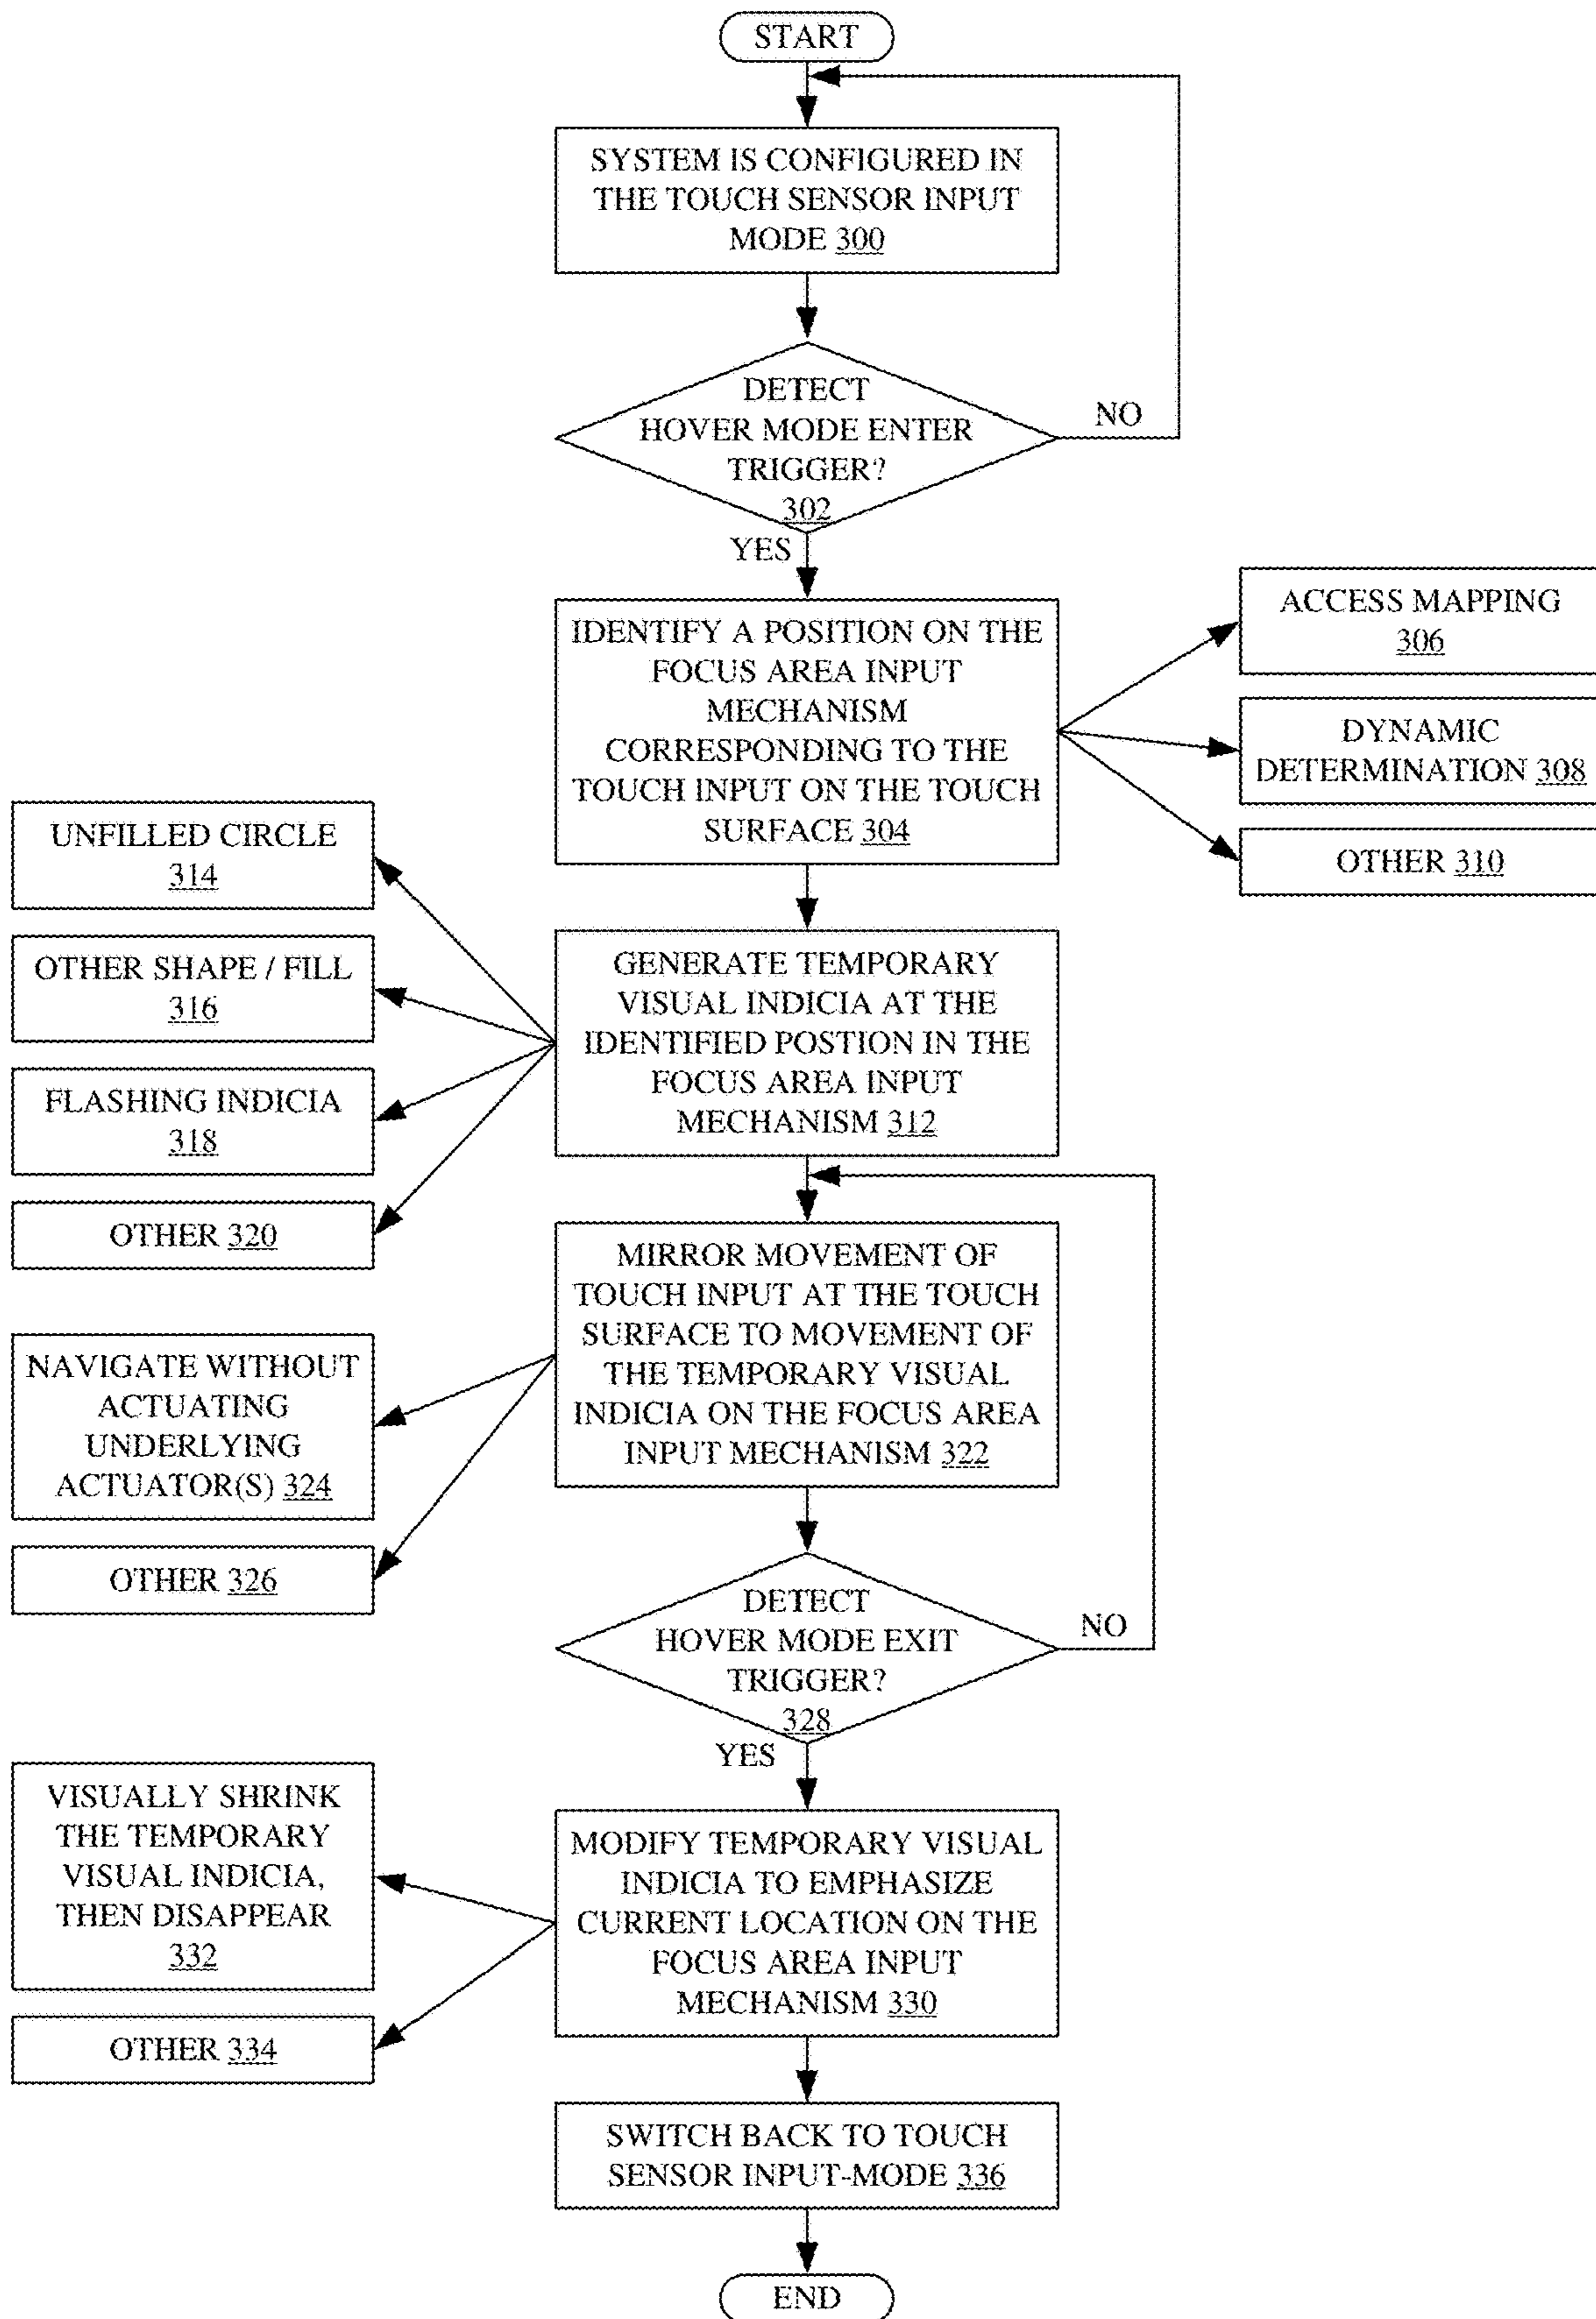 START
SYSTEM IS CONFIGURED IN
THE TOUCH SENSOR INPUT
MODE 300
DETECT
HOVER MODE ENTER
TRIGGER?
302
NO
YES
IDENTIFY A POSITION ON THE
FOCUS AREA INPUT
MECHANISM
CORRESPONDING TO THE
TOUCH INPUT ON THE TOUCH
SURFACE 304
ACCESS MAPPING
306
DYNAMIC
DETERMINATION 308
OTHER 310
GENERATE TEMPORARY
VISUAL INDICIA AT THE
IDENTIFIED POSTION IN THE
FOCUS AREA INPUT
MECHANISM 312
UNFILLED CIRCLE
314
OTHER SHAPE / FILL
316
FLASHING INDICIA
318
OTHER 320
MIRROR MOVEMENT OF
TOUCH INPUT AT THE TOUCH
SURFACE TO MOVEMENT OF
THE TEMPORARY VISUAL
INDICIA ON THE FOCUS AREA
INPUT MECHANISM 322
NAVIGATE WITHOUT
ACTUATING
UNDERLYING
ACTUATOR(S) 324
OTHER 326
DETECT
HOVER MODE EXIT
TRIGGER?
328
NO
YES
MODIFY TEMPORARY VISUAL
INDICIA TO EMPHASIZE
CURRENT LOCATION ON THE
FOCUS AREA INPUT
MECHANISM 330
VISUALLY SHRINK
THE TEMPORARY
VISUAL INDICIA,
THEN DISAPPEAR
332
OTHER 334
SWITCH BACK TO TOUCH
SENSOR INPUT-MODE 336
END